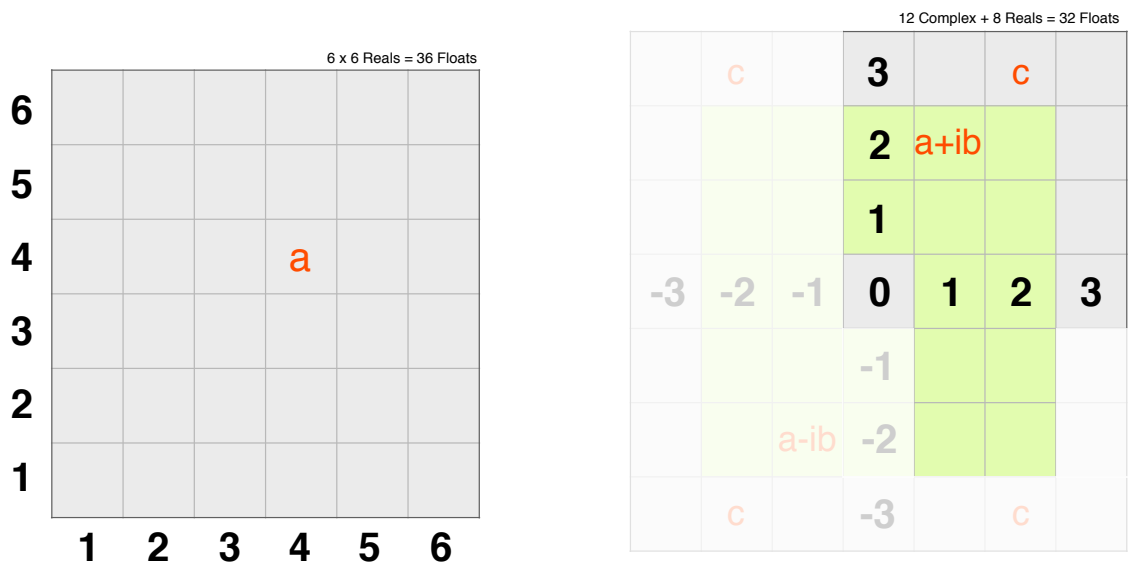 6 x 6 Reals = 36 Floats
6
5
4 a
3
2
1
1 2 3 4 5 6
12 Complex + 8 Reals = 32 Floats
c 3 c
2 a+ib
1
-3 -2 -1 0 1 2 3
-1
a-ib -2
c -3 c